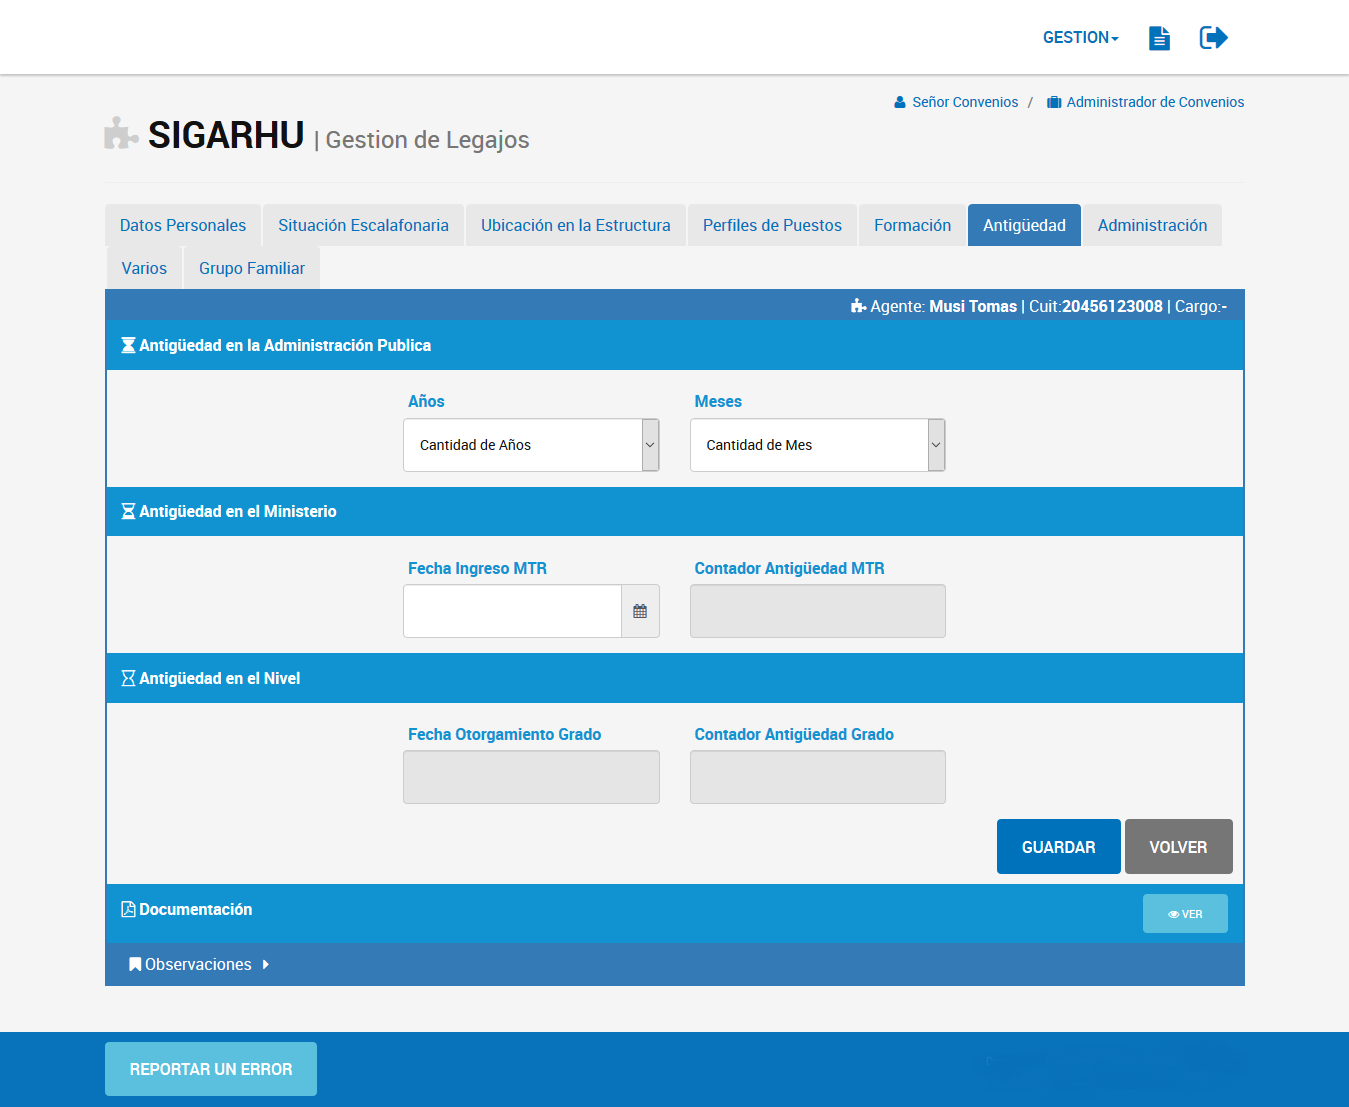 GESTION
Señor Convenios / Administrador de Convenios
SIGARHU | Gestion de Legajos
Datos Personales Situación Escalafonaria Ubicación en la Estructura Perfiles de Puestos Formación Antigüedad Administración
Varios Grupo Familiar
Agente: Musi Tomas | Cuit:20456123008 | Cargo:-
Antigüedad en la Administración Publica
Años Meses
Cantidad de Años Cantidad de Mes
Antigüedad en el Ministerio
Fecha Ingreso MTR Contador Antigüedad MTR
Antigüedad en el Nivel
Fecha Otorgamiento Grado Contador Antigüedad Grado
GUARDAR VOLVER
Documentación VER
Observaciones
REPORTAR UN ERROR